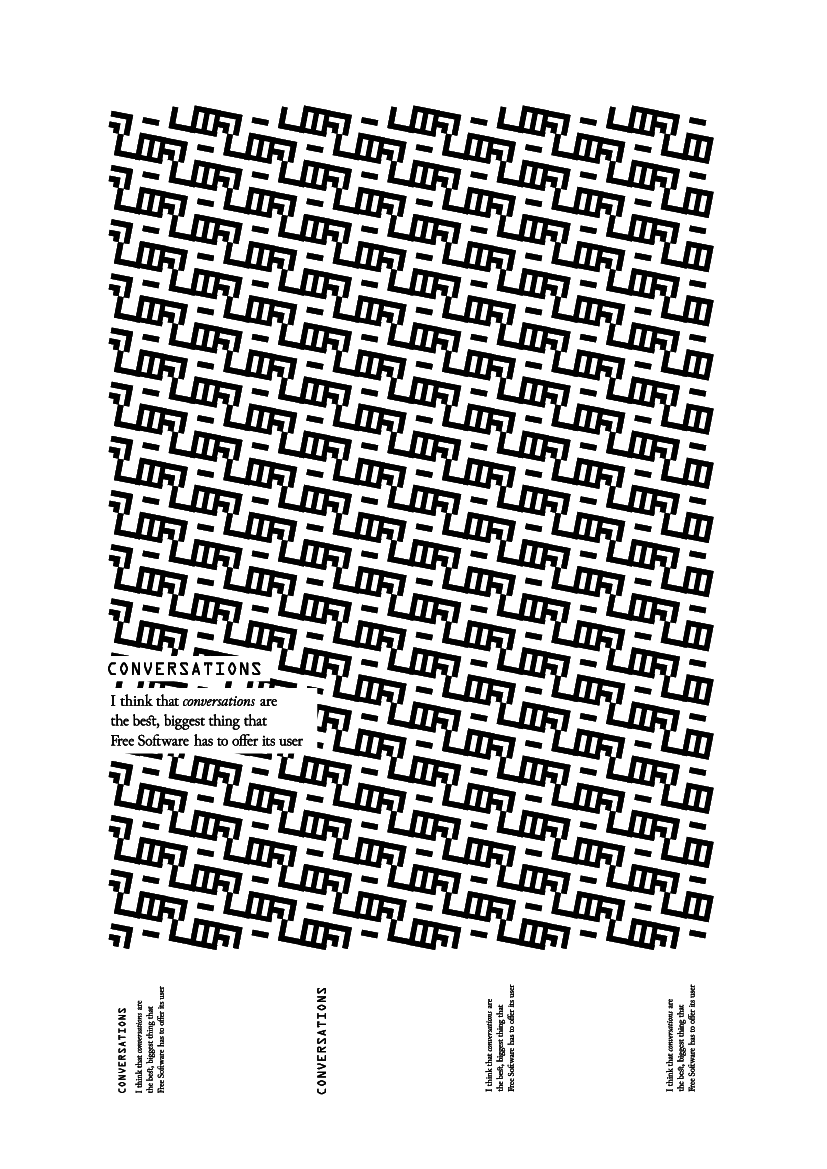 CONVERSATIONS
I think that conversations are
the best, biggest thing that
Free Software has to offer its user
CONVERSATIONS
I think that conversations are
the best, biggest thing that
Free Software has to offer its user
CONVERSATIONS
I think that conversations are
the best, biggest thing that
Free Software has to offer its user
I think that conversations are
the best, biggest thing that
Free Software has to offer its user